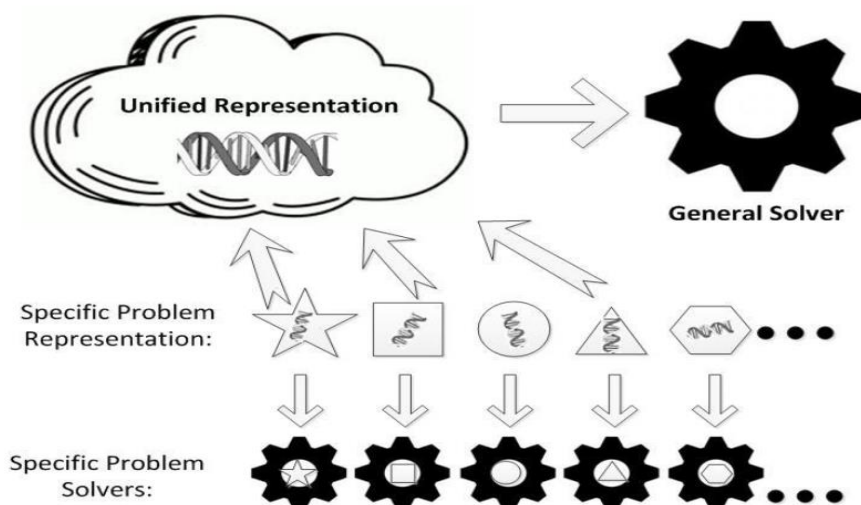 Unified Representation
General Solver
Specific Problem
Representation:
Specific Problem
Solvers: